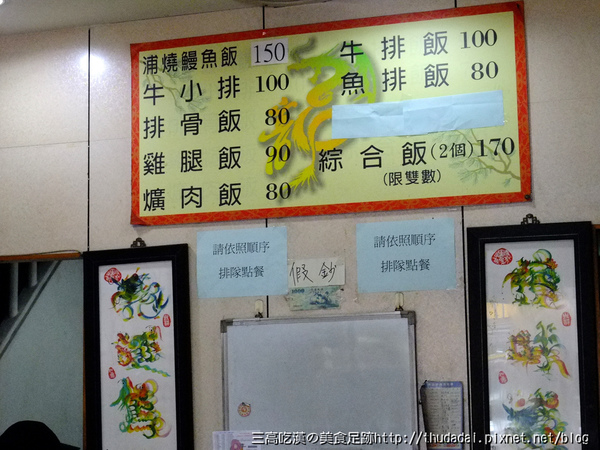 浦燒鰻魚飯 150
牛小排 100
排骨飯 80
雞腿飯 90
爌肉飯 80
牛排飯 100
魚排飯 80
綜合飯(2個) 170
(限雙數)
請依照順序
排隊點餐
假鈔
請依照順序
排隊點餐
三高吃漢の美食足跡http://thudadai.pixnet.net/blog